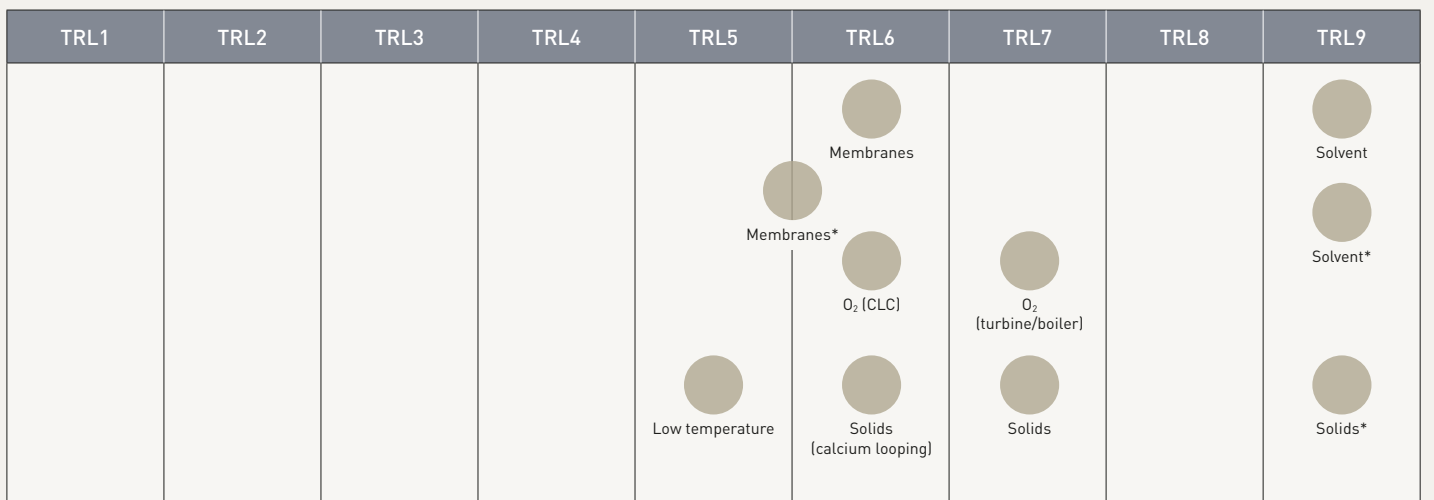 TRL1 TRL2 TRL3 TRL4 TRL5 TRL6 TRL7 TRL8 TRL9
Membranes
Solvent
Membranes*
Solvent*
O₂ (CLC)
O₂
(turbine/boiler)
Low temperature
Solids
(calcium looping)
Solids
Solids*